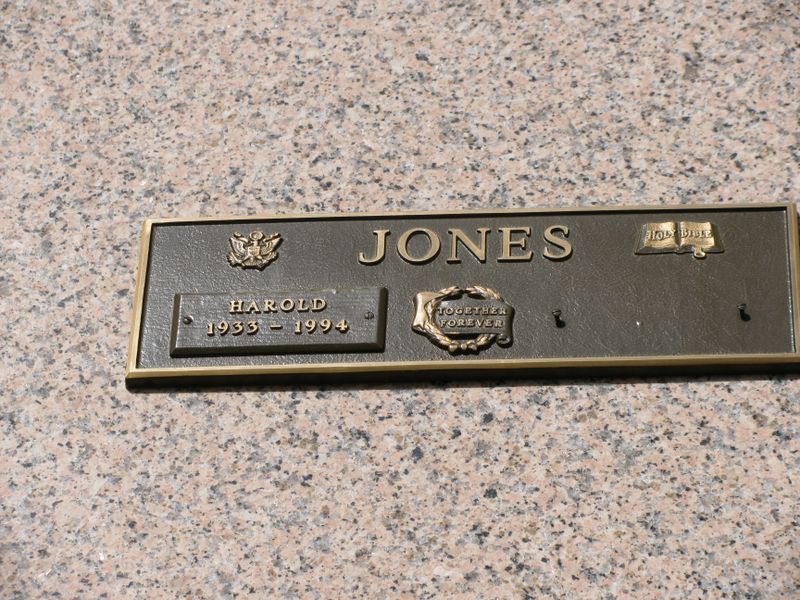 JONES
HOLY BIBLE
HAROLD
1933 - 1994
TOGETHER
FOREVER